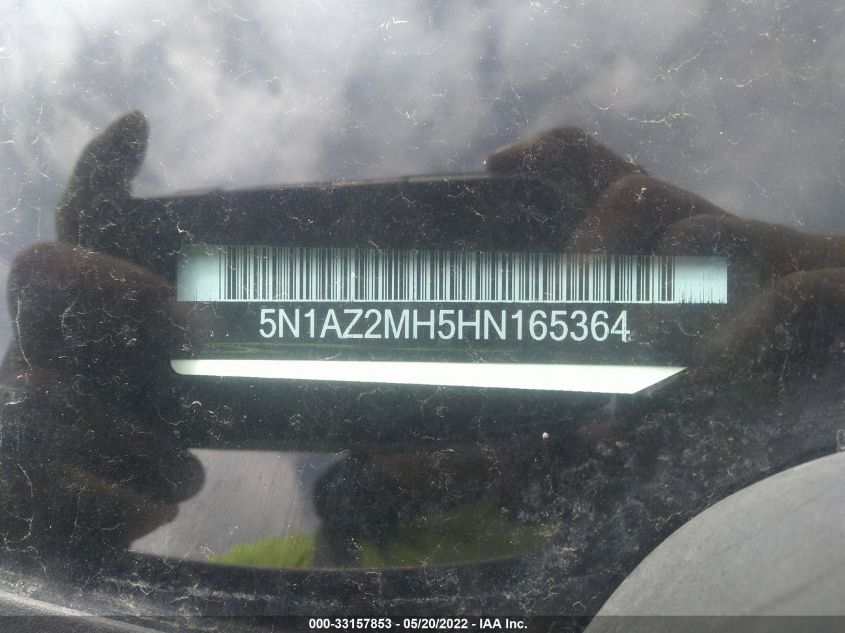 5N1AZ2MH5HN165364
000-33157853 - 05/20/2022 - IAA Inc.